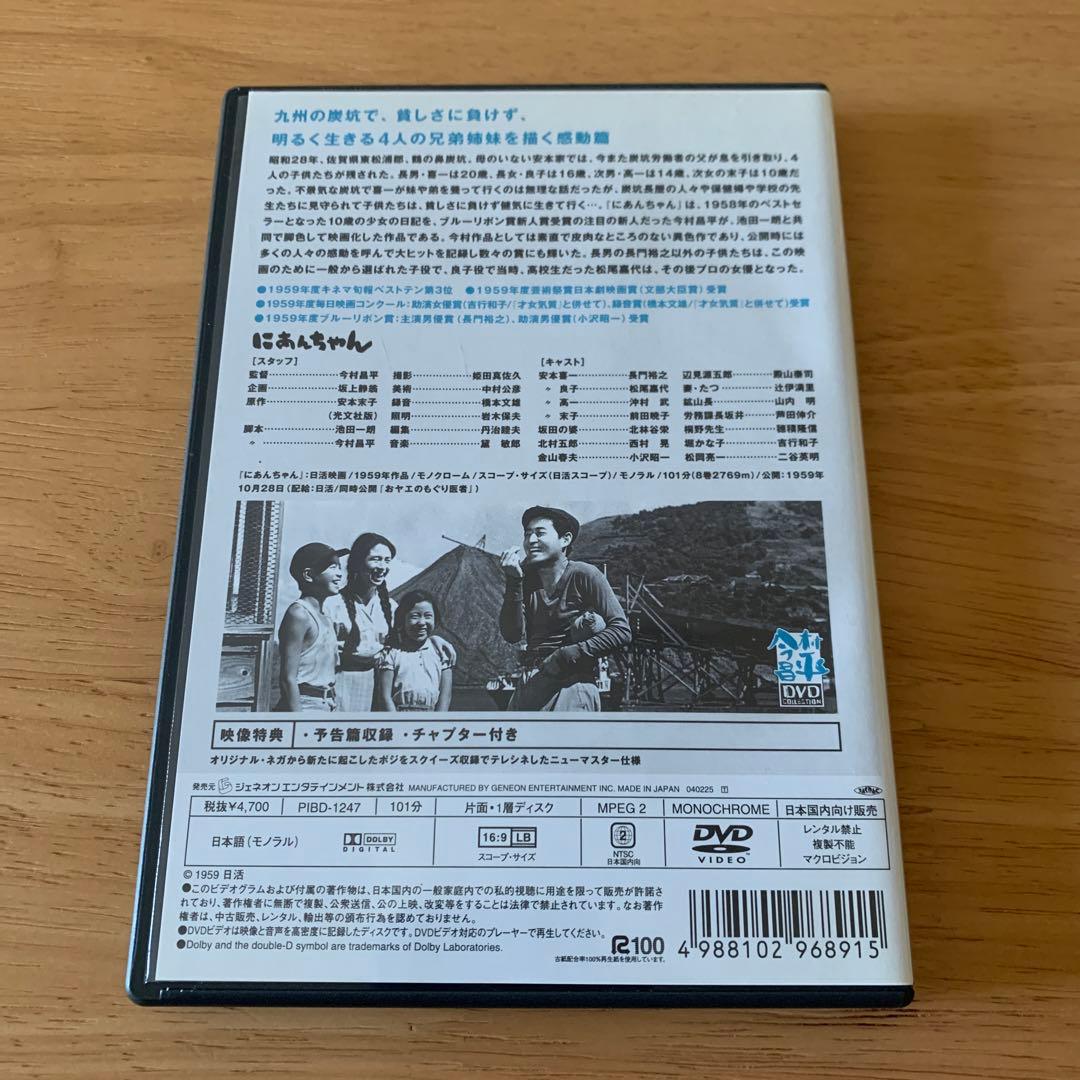 九州の炭坑で、貧しさに負けず、
明るく生きる4人の兄弟姉妹を描く感動篇
昭和28年、佐賀県東松浦郡、鶴の鼻炭坑。母のいない安本家では、今また炭坑労働者の父が息を引き取り、4
人の子供たちが残された。長男・喜一は20歳、長女・良子は16歳、次男・高一は14歳、次女の末子は10歳だ
った。不景気な炭坑で喜一が妹や弟を養って行くのは無理な話だったが、炭坑長屋の人々や保健婦や学校の先
生たちに見守られて子供たちは、貧しさに負けず健気に生きて行く…。『にあんちゃん』は、1958年のベストセ
ラーとなった10歳の少女の日記を、ブルーリボン賞新人賞受賞の注目の新人だった今村昌平が、池田一朗と共
同で脚色して映画化した作品である。今村作品としては素直で皮肉なところのない異色作であり、公開時には
多くの人々の感動を呼んで大ヒットを記録し数々の賞にも輝いた。長男の長門裕之以外の子供たちは、この映
画のために一般から選ばれた子役で、良子役で当時、高校生だった松尾嘉代は、その後プロの女優となった。
●1959年度キネマ旬報ベストテン第3位 ●1959年度芸術祭賞日本劇映画賞(文部大臣賞)受賞
●1959年度毎日映画コンクール:助演女優賞(吉行和子/『才女気質』と併せて)、録音賞(橋本文雄/『才女気質』と併せて)受賞
●1959年度ブルーリボン賞:主演男優賞(長門裕之)、助演男優賞(小沢昭一)受賞
にあんちゃん
[スタッフ]
監督…………今村昌平 撮影…………姫田真佐久
企画…………坂上静翁 美術…………中村公彦
原作…………安本末子 録音…………橋本文雄
(光文社版) 照明…………岩木保夫
脚本…………池田一朗 編集…………丹治睦夫
〃…………今村昌平 音楽…………黛 敏郎
[キャスト]
安本喜一…………長門裕之 辺見源五郎…………殿山泰司
〃 良子…………松尾嘉代 妻・たつ…………辻伊満里
〃 高一…………沖村 武 鉱山長…………山内 明
〃 末子…………前田暁子 労務課長坂井…………芦田伸介
坂田の婆…………北林谷栄 桐野先生…………穂積隆信
北村五郎…………西村 晃 堀かな子…………吉行和子
金山春夫…………小沢昭一 松岡亮一…………二谷英明
『にあんちゃん』:日活映画/1959年作品/モノクローム/スコープ・サイズ(日活スコープ)/モノラル/101分(8巻2769m)/公開:1959年
10月28日(配給:日活/同時公開『おヤエのもぐり医者』)
今村昌平
DVD
COLLECTION
映像特典 ・予告篇収録 ・チャプター付き
オリジナル・ネガから新たに起こしたポジをスクイーズ収録でテレシネしたニューマスター仕様
発売元 ジェネオン エンタテインメント 株式会社 MANUFACTURED BY GENEON ENTERTAINMENT INC. MADE IN JAPAN 040225 T
税抜¥4,700 PIBD-1247 101分 片面・1層ディスク MPEG 2 MONOCHROME 日本国内向け販売
日本語(モノラル) DOLBY DIGITAL 16:9 LB スコープ・サイズ 2 NTSC 日本国内向 DVD VIDEO レンタル禁止 複製不能 マクロビジョン
© 1959 日活
●このビデオグラムおよび付属の著作物は、日本国内の一般家庭内での私的視聴に用途を限って販売が許諾さ
れており、著作権者に無断で複製、公衆送信、公の上映、改変等をすることは法律で禁止されています。なお著作
権者は、中古販売、レンタル、輸出等の頒布行為を認めておりません。
●DVDビデオは映像と音声を高密度に記録したディスクです。DVDビデオ対応のプレーヤーで再生してください。
●Dolby and the double-D symbol are trademarks of Dolby Laboratories.
R100
古紙配合率100%再生紙を使用しています。
4 988102 968915